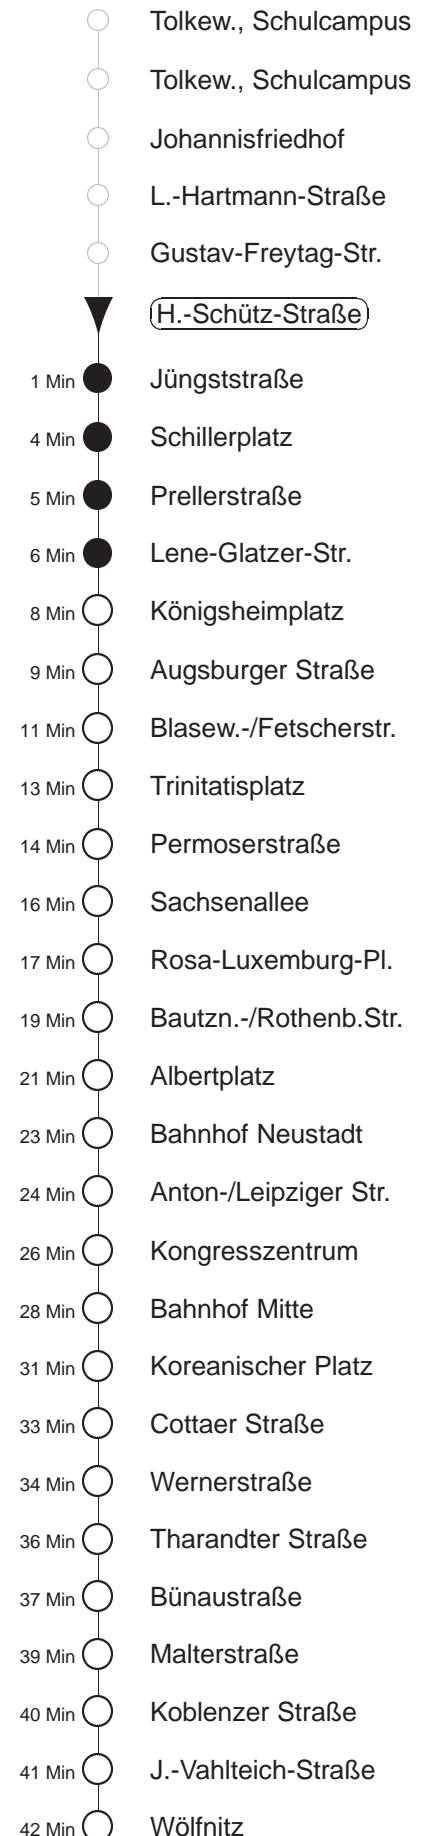 Tolkew., Schulcampus
Tolkew., Schulcampus
Johannisfriedhof
L.-Hartmann-Straße
Gustav-Freytag-Str.
H.-Schütz-Straße
1 Min Jüngststraße
4 Min Schillerplatz
5 Min Prellerstraße
6 Min Lene-Glatzer-Str.
8 Min Königsheimplatz
9 Min Augsburger Straße
11 Min Blasew.-/Fetscherstr.
13 Min Trinitatisplatz
14 Min Permoserstraße
16 Min Sachsenallee
17 Min Rosa-Luxemburg-Pl.
19 Min Bautzn.-/Rothenb.Str.
21 Min Albertplatz
23 Min Bahnhof Neustadt
24 Min Anton-/Leipziger Str.
26 Min Kongresszentrum
28 Min Bahnhof Mitte
31 Min Koreanischer Platz
33 Min Cottaer Straße
34 Min Wernerstraße
36 Min Tharandter Straße
37 Min Bünaustraße
39 Min Malterstraße
40 Min Koblenzer Straße
41 Min J.-Vahlteich-Straße
42 Min Wölfnitz